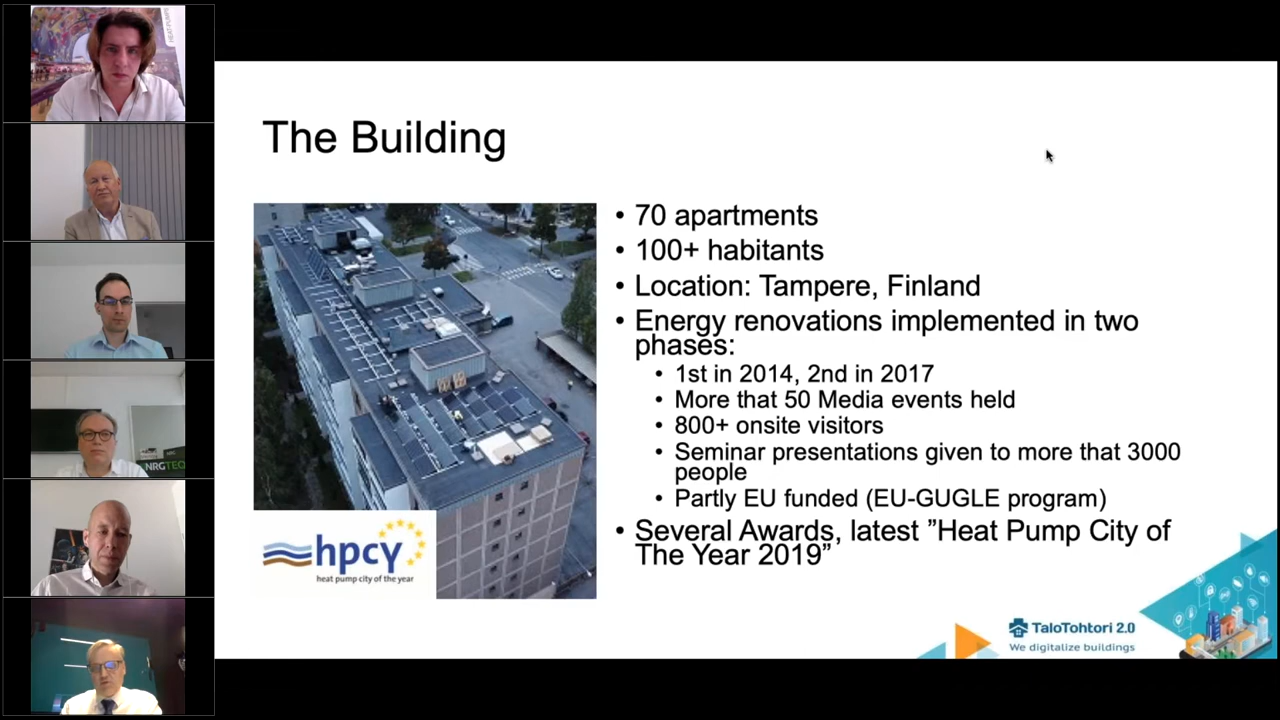 HEAT PUMPS
NRGTEQ
The Building
• 70 apartments
• 100+ habitants
• Location: Tampere, Finland
• Energy renovations implemented in two
phases:
• 1st in 2014, 2nd in 2017
• More that 50 Media events held
• 800+ onsite visitors
• Seminar presentations given to more that 3000
people
• Partly EU funded (EU-GUGLE program)
• Several Awards, latest ”Heat Pump City of
The Year 2019”
hpcy
heat pump city of the year
TaloTohtori 2.0
We digitalize buildings